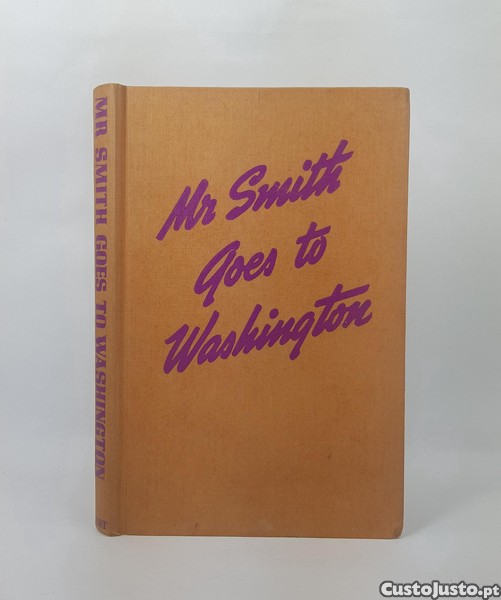 MR SMITH GOES TO WASHINGTON
Mr Smith
Goes to
Washington
CustoJusto.pt